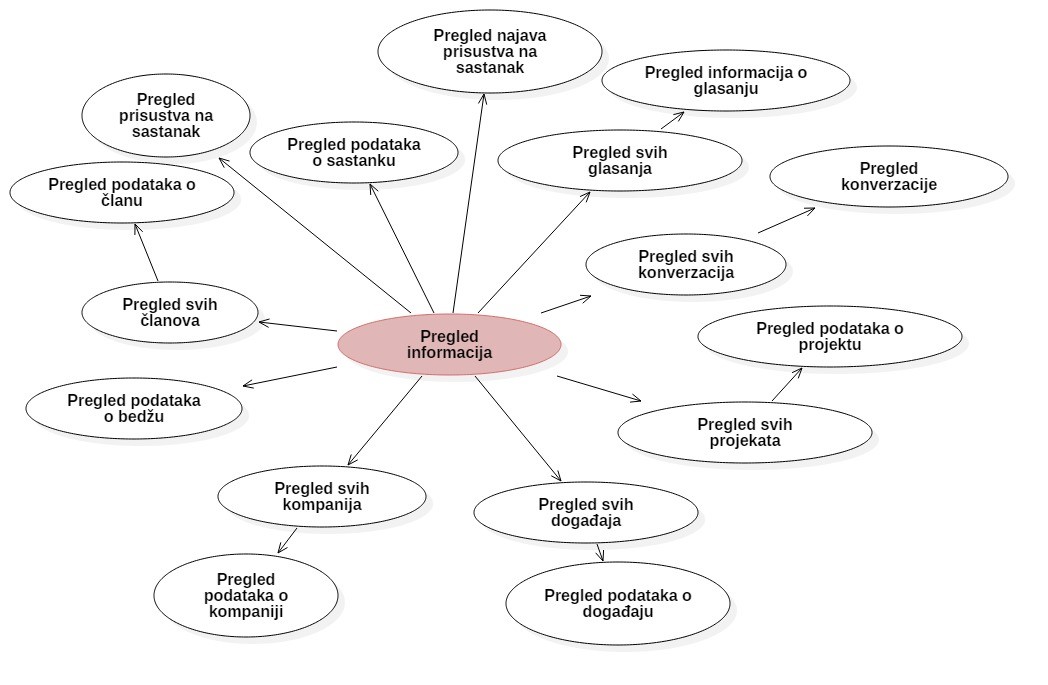 Pregled najava
prisustva na
sastanak
Pregled informacija o
glasanju
Pregled
prisustva na
sastanak
Pregled podataka
o sastanku
Pregled svih
glasanja
Pregled
konverzacije
Pregled podataka o
članu
Pregled svih
konverzacija
Pregled svih
članova
Pregled
informacija
Pregled podataka o
projektu
Pregled podataka
o bedžu
Pregled svih
projekata
Pregled svih
kompanija
Pregled svih
događaja
Pregled
podataka o
kompaniji
Pregled podataka o
događaju